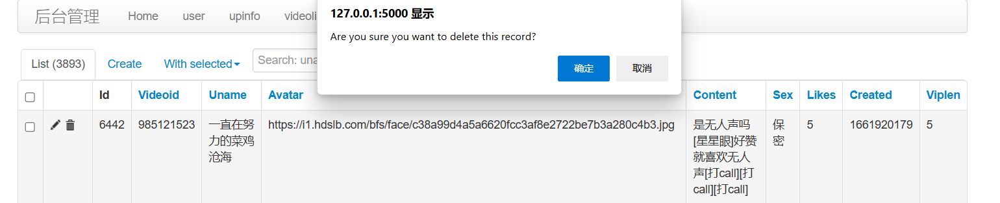 后台管理 Home user upinfo videoli
127.0.0.1:5000 显示
Are you sure you want to delete this record?
确定 取消
List (3893) Create With selected Search: una
Id Videoid Uname Avatar Content Sex Likes Created Viplen
6442 985121523 一直在努 https://i1.hdslb.com/bfs/face/c38a99d4a5a6620fcc3af8e2722be7b3a280c4b3.jpg 是无人声吗 保 5 1661920179 5
力的菜鸡 [星星眼]好赞 密
沧海 就喜欢无人
声[打call][打
call][打call]